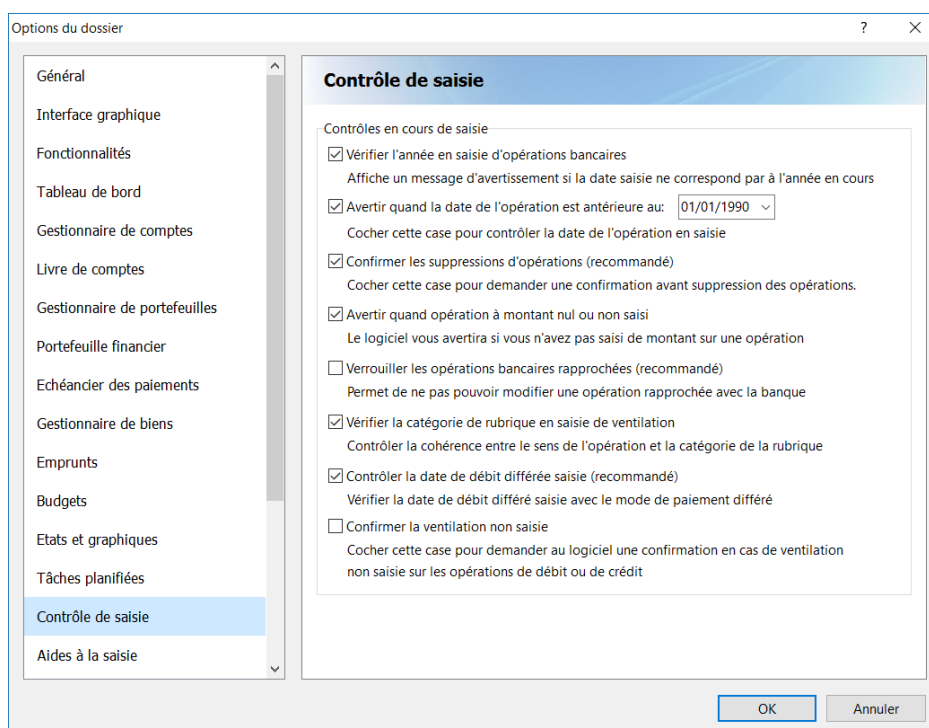 Options du dossier
?
Général
Interface graphique
Fonctionnalités
Tableau de bord
Gestionnaire de comptes
Livre de comptes
Gestionnaire de portefeuilles
Portefeuille financier
Echéancier des paiements
Gestionnaire de biens
Emprunts
Budgets
Etats et graphiques
Tâches planifiées
Contrôle de saisie
Aides à la saisie
Contrôle de saisie
Contrôles en cours de saisie
Vérifier l'année en saisie d'opérations bancaires
Affiche un message d'avertissement si la date saisie ne correspond par à l'année en cours
Avertir quand la date de l'opération est antérieure au: 01/01/1990
Cocher cette case pour contrôler la date de l'opération en saisie
Confirmer les suppressions d'opérations (recommandé)
Cocher cette case pour demander une confirmation avant suppression des opérations.
Avertir quand opération à montant nul ou non saisi
Le logiciel vous avertira si vous n'avez pas saisi de montant sur une opération
Verrouiller les opérations bancaires rapprochées (recommandé)
Permet de ne pas pouvoir modifier une opération rapprochée avec la banque
Vérifier la catégorie de rubrique en saisie de ventilation
Contrôler la cohérence entre le sens de l'opération et la catégorie de la rubrique
Contrôler la date de débit différée saisie (recommandé)
Vérifier la date de débit différé saisie avec le mode de paiement différé
Confirmer la ventilation non saisie
Cocher cette case pour demander au logiciel une confirmation en cas de ventilation
non saisie sur les opérations de débit ou de crédit
OK
Annuler